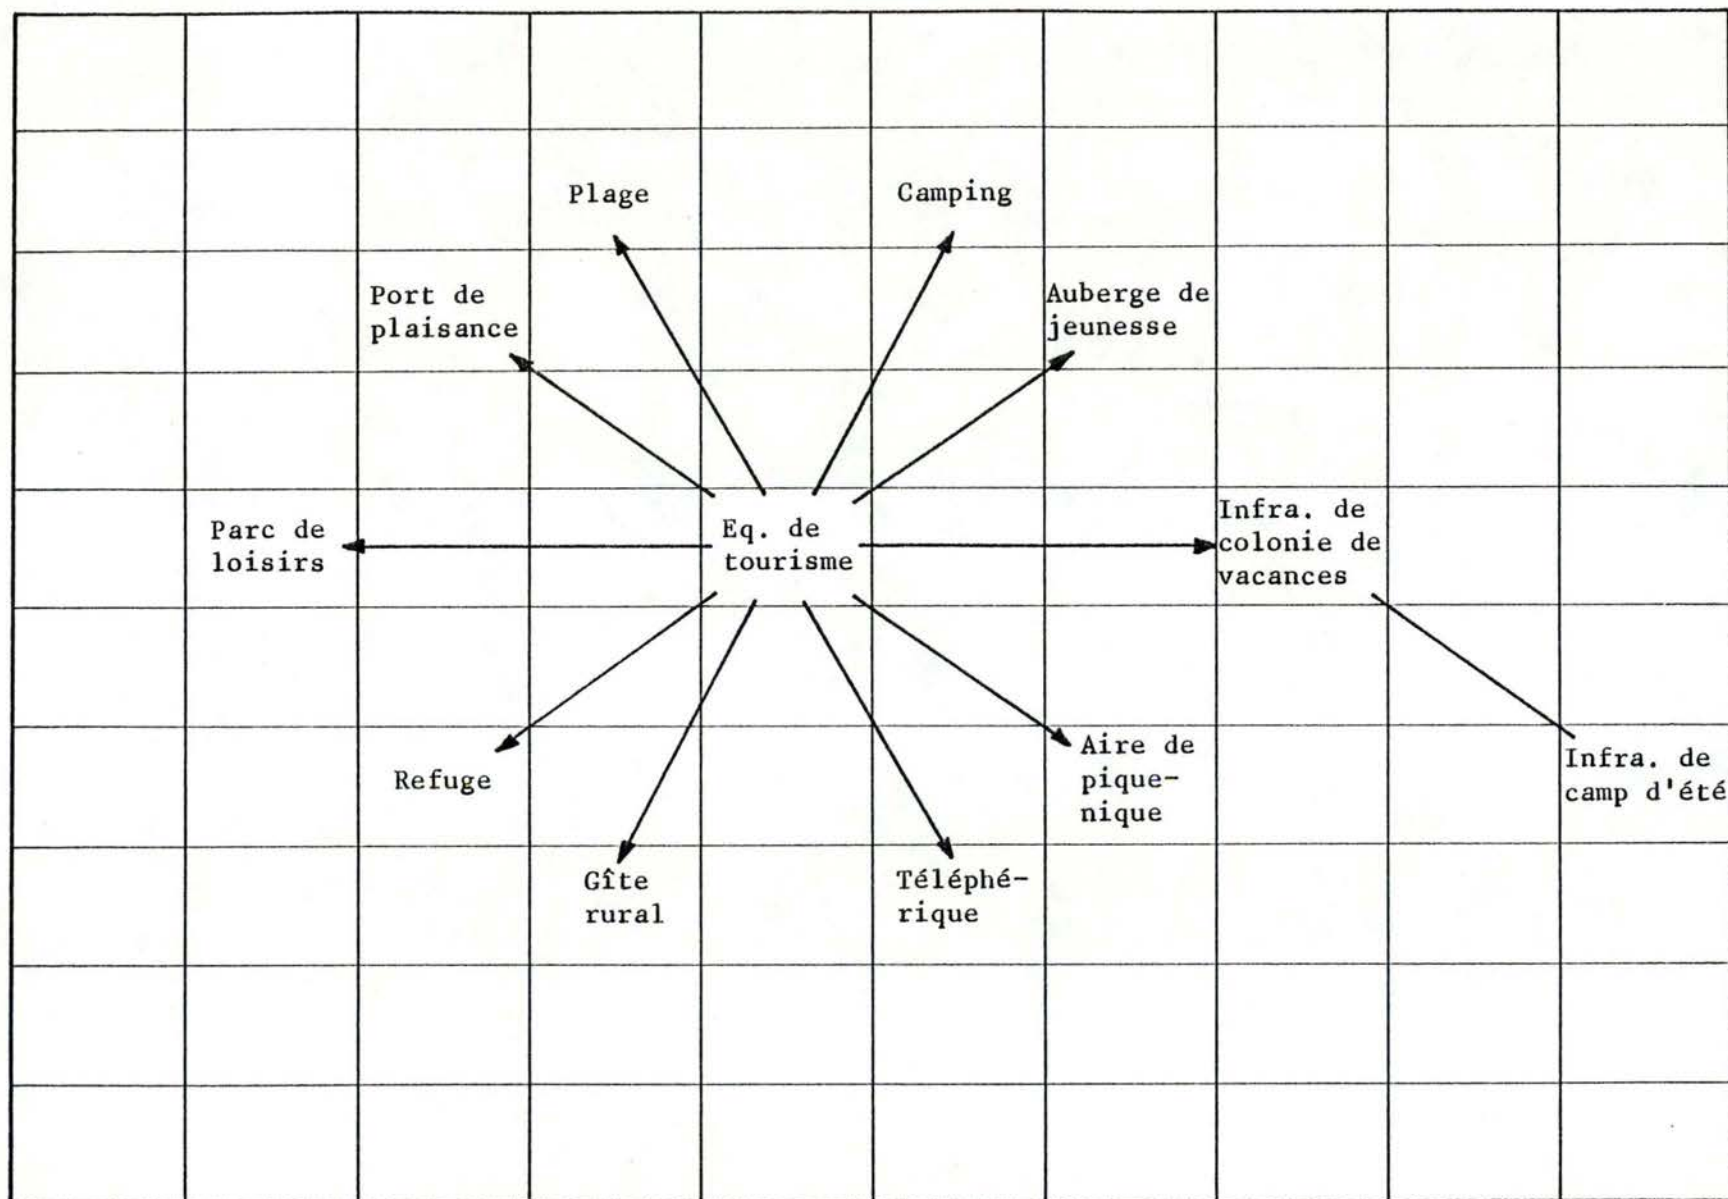 Plage
Camping
Port de
plaisance
Auberge de
jeunesse
Parc de
loisirs
Eq. de
tourisme
Infra. de
colonie de
vacances
Refuge
Aire de
pique-
nique
Infra. de
camp d'été
Gîte
rural
Téléphé-
rique